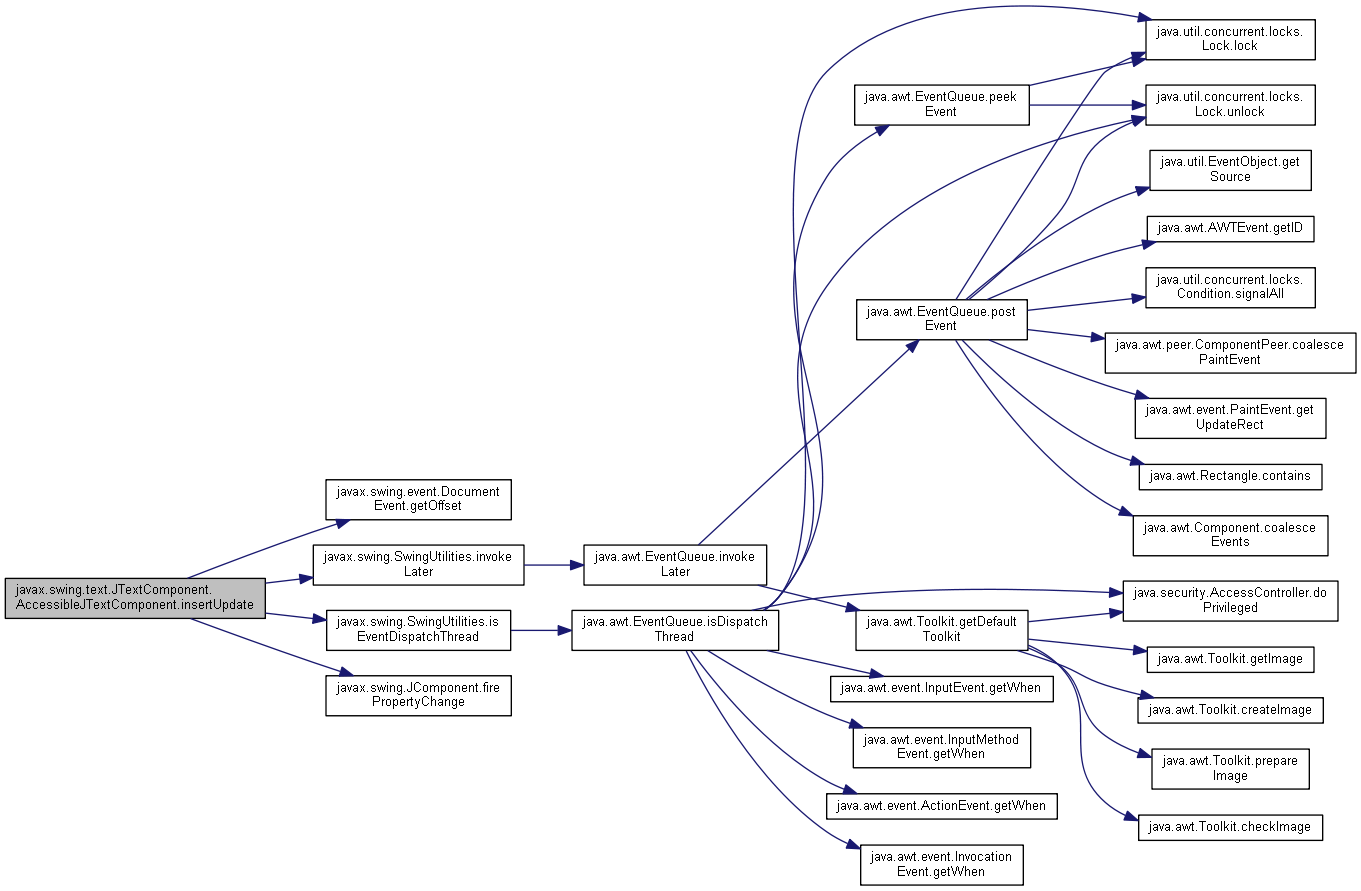 javax.swing.text.JTextComponent.
AccessibleJTextComponent.insertUpdate
javax.swing.event.Document
Event.getOffset
javax.swing.SwingUtilities.invoke
Later
javax.swing.SwingUtilities.is
EventDispatchThread
javax.swing.JComponent.fire
PropertyChange
java.awt.EventQueue.invoke
Later
java.awt.EventQueue.isDispatch
Thread
java.awt.EventQueue.peek
Event
java.awt.EventQueue.post
Event
java.awt.Toolkit.getDefault
Toolkit
java.awt.event.InputEvent.getWhen
java.awt.event.InputMethod
Event.getWhen
java.awt.event.ActionEvent.getWhen
java.awt.event.Invocation
Event.getWhen
java.util.concurrent.locks.
Lock.lock
java.util.concurrent.locks.
Lock.unlock
java.util.EventObject.get
Source
java.awt.AWTEvent.getID
java.util.concurrent.locks.
Condition.signalAll
java.awt.peer.ComponentPeer.coalesce
PaintEvent
java.awt.event.PaintEvent.get
UpdateRect
java.awt.Rectangle.contains
java.awt.Component.coalesce
Events
java.security.AccessController.do
Privileged
java.awt.Toolkit.getImage
java.awt.Toolkit.createImage
java.awt.Toolkit.prepare
Image
java.awt.Toolkit.checkImage